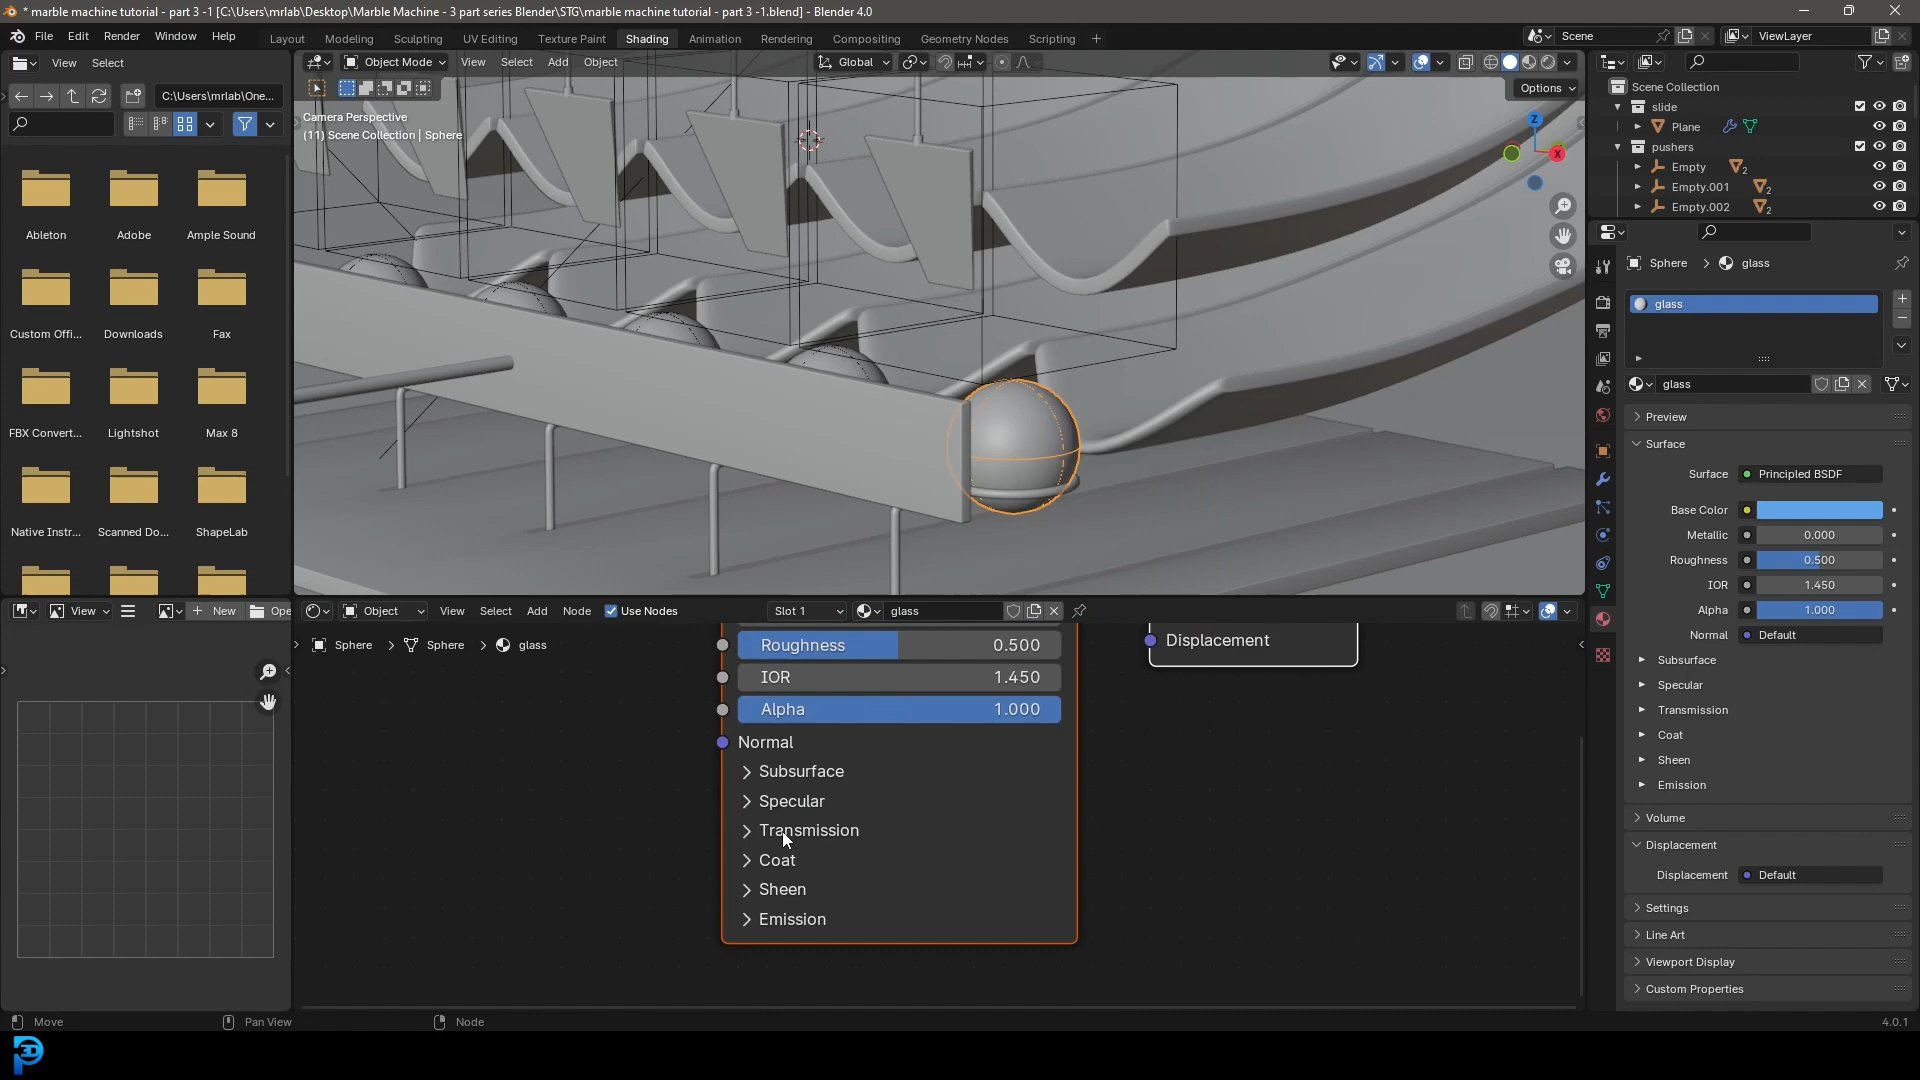 * marble machine tutorial - part 3 -1 [C:\Users\mrlab\Desktop\Marble Machine - 3 part series Blender\STG\marble machine tutorial - part 3 -1.blend] - Blender 4.0
File Edit Render Window Help
Layout Modeling Sculpting UV Editing Texture Paint Shading Animation Rendering Compositing Geometry Nodes Scripting +
Scene ViewLayer
View Select
Object Mode View Select Add Object Global
C:\Users\mrlab\One...
Options
Camera Perspective
(11) Scene Collection | Sphere
Z
X
Ableton Adobe Ample Sound
Custom Offi... Downloads Fax
FBX Convert... Lightshot Max 8
Native Instr... Scanned Do... ShapeLab
Scene Collection
slide
Plane
pushers
Empty 2
Empty.001 2
Empty.002 2
Sphere > glass
glass
glass
Preview
Surface
Surface Principled BSDF
Base Color
Metallic 0.000
Roughness 0.500
IOR 1.450
Alpha 1.000
Normal Default
Subsurface
Specular
Transmission
Coat
Sheen
Emission
Volume
Displacement
Displacement Default
Settings
Line Art
Viewport Display
Custom Properties
View + New Ope
Object View Select Add Node Use Nodes Slot 1 glass
Sphere > Sphere > glass
Roughness 0.500
IOR 1.450
Alpha 1.000
Normal
Subsurface
Specular
Transmission
Coat
Sheen
Emission
Displacement
Move Pan View Node 4.0.1